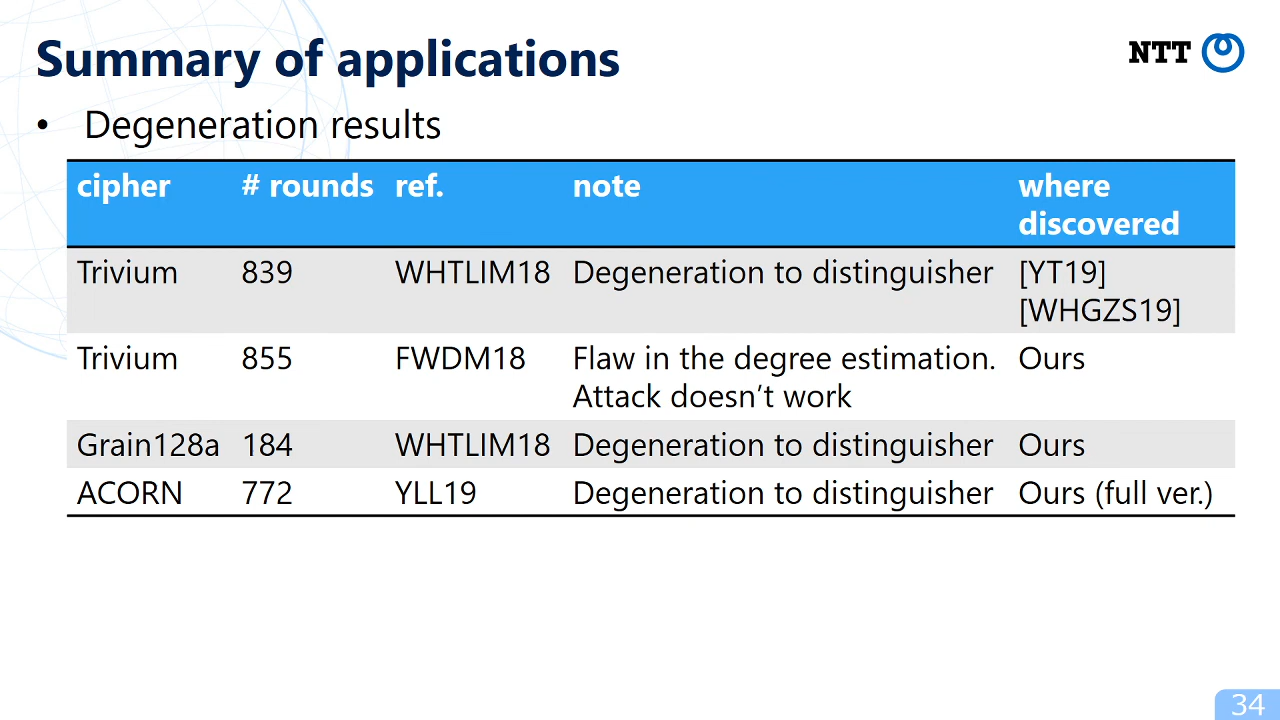 Summary of applications
NTT
• Degeneration results
cipher # rounds ref. note where
discovered
Trivium 839 WHTLIM18 Degeneration to distinguisher [YT19]
[WHGZS19]
Trivium 855 FWDM18 Flaw in the degree estimation. Ours
Attack doesn't work
Grain128a 184 WHTLIM18 Degeneration to distinguisher Ours
ACORN 772 YLL19 Degeneration to distinguisher Ours (full ver.)
34